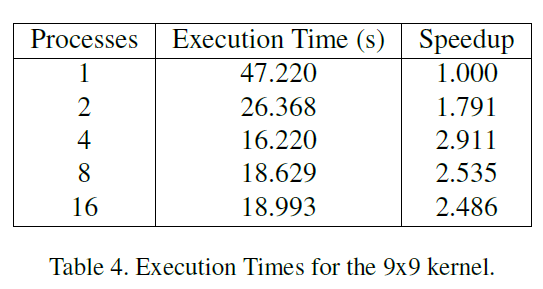 Processes Execution Time (s) Speedup
1 47.220 1.000
2 26.368 1.791
4 16.220 2.911
8 18.629 2.535
16 18.993 2.486
Table 4. Execution Times for the 9x9 kernel.